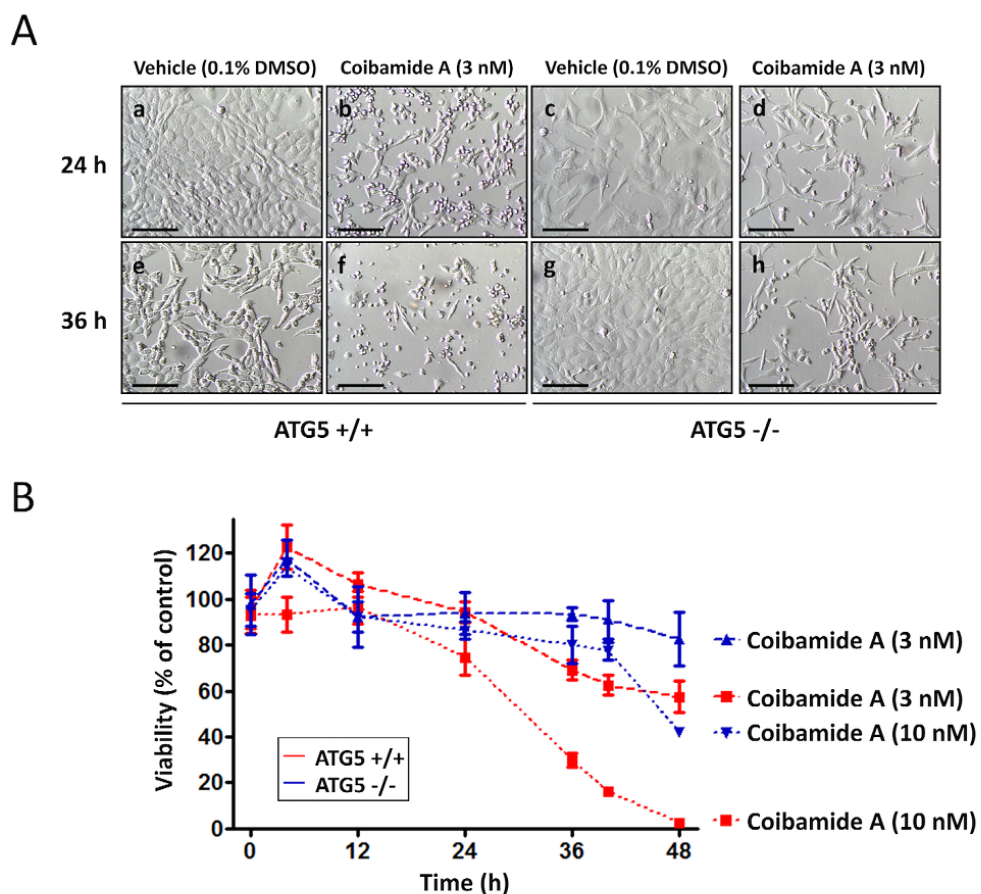 A
Vehicle (0.1% DMSO) Coibamide A (3 nM) Vehicle (0.1% DMSO) Coibamide A (3 nM)
24 h
a b c d
36 h
e f g h
ATG5 +/+ ATG5 -/-
B
Viability (% of control)
120
100
80
60
40
20
0
ATG5 +/+
ATG5 -/-
Coibamide A (3 nM)
Coibamide A (3 nM)
Coibamide A (10 nM)
Coibamide A (10 nM)
0 12 24 36 48
Time (h)